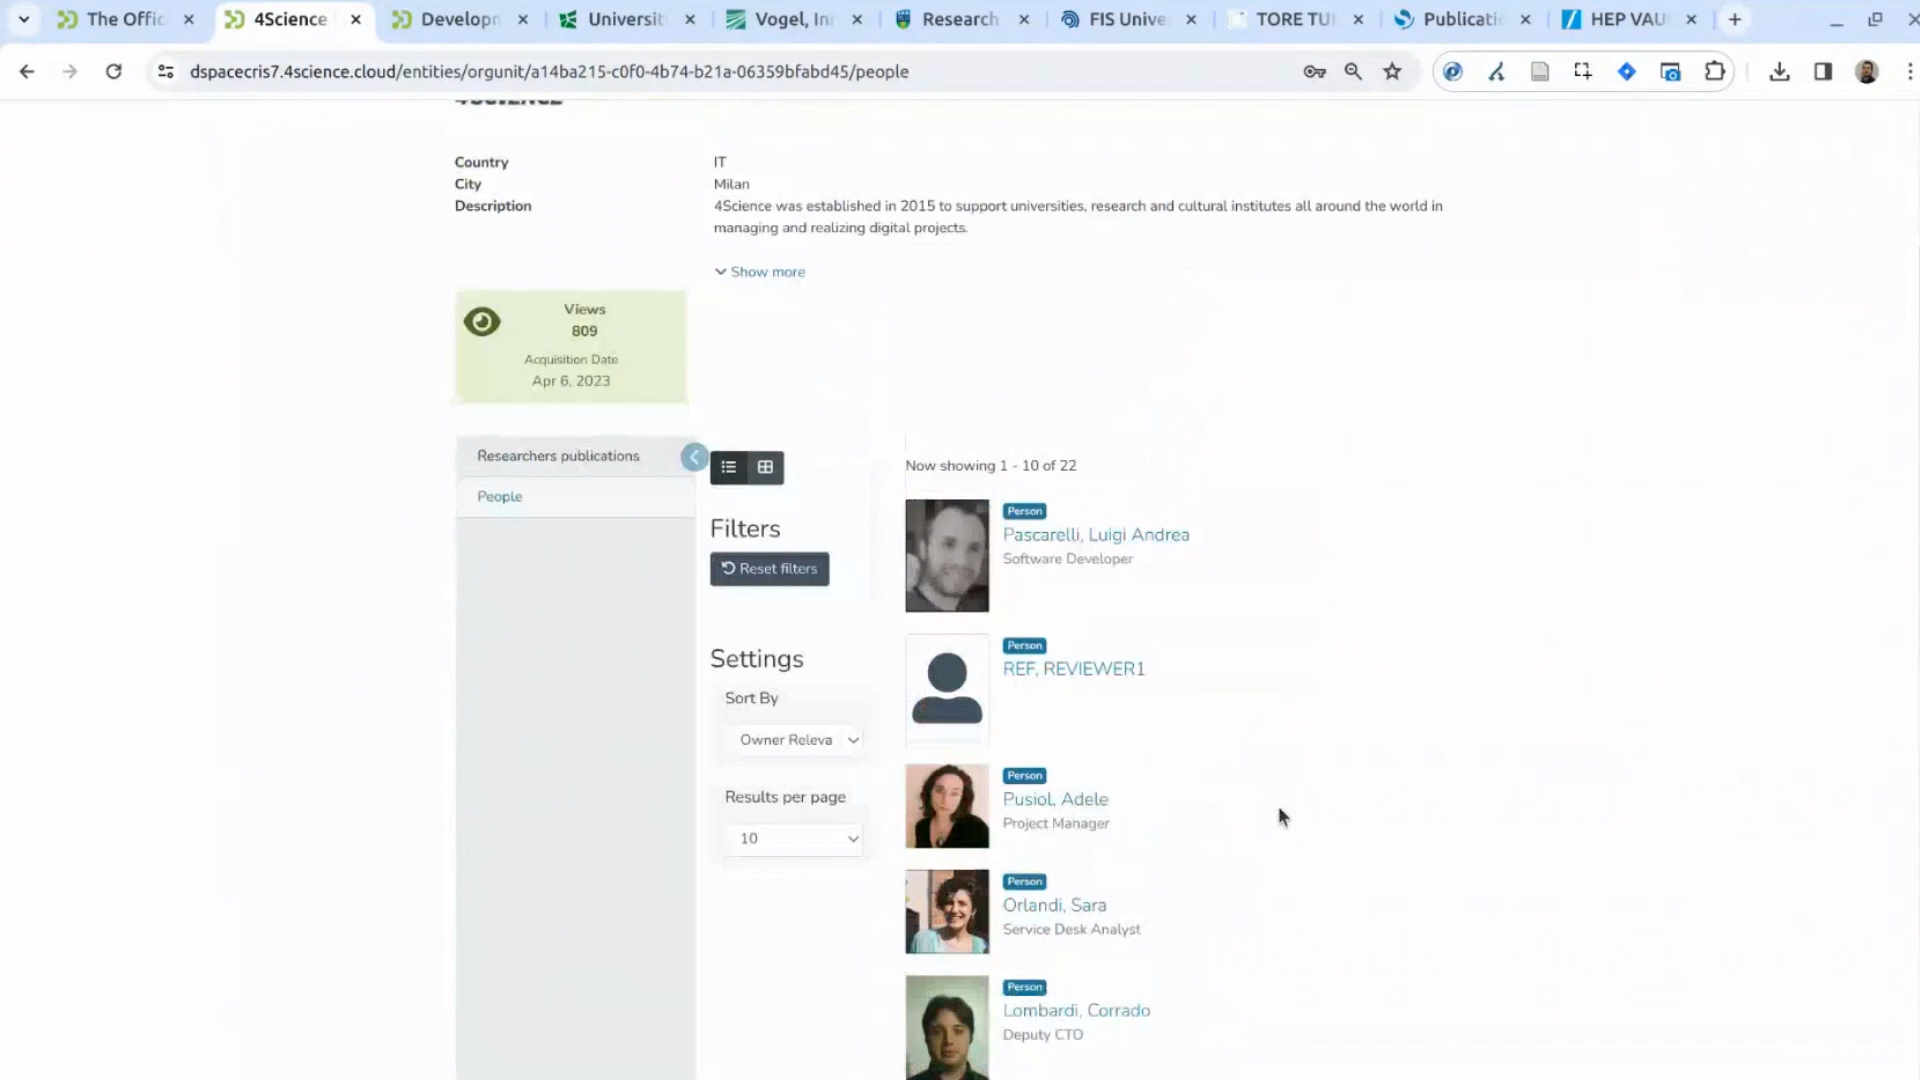 The Offic
4Science
Developn
Universit
Vogel, Ini
Research
FIS Unive
TORE TU
Publicati
HEP VAU
dspacecris7.4science.cloud/entities/orgunit/a14ba215-c0f0-4b74-b21a-06359bfabd45/people
4SCIENCE
Country
IT
City
Milan
Description
4Science was established in 2015 to support universities, research and cultural institutes all around the world in
managing and realizing digital projects.
Show more
Views
809
Acquisition Date
Apr 6, 2023
Researchers publications
People
Filters
Reset filters
Settings
Sort By
Owner Releva
Results per page
10
Now showing 1 - 10 of 22
Person
Pascarelli, Luigi Andrea
Software Developer
Person
REF, REVIEWER1
Person
Pusiol, Adele
Project Manager
Person
Orlandi, Sara
Service Desk Analyst
Person
Lombardi, Corrado
Deputy CTO